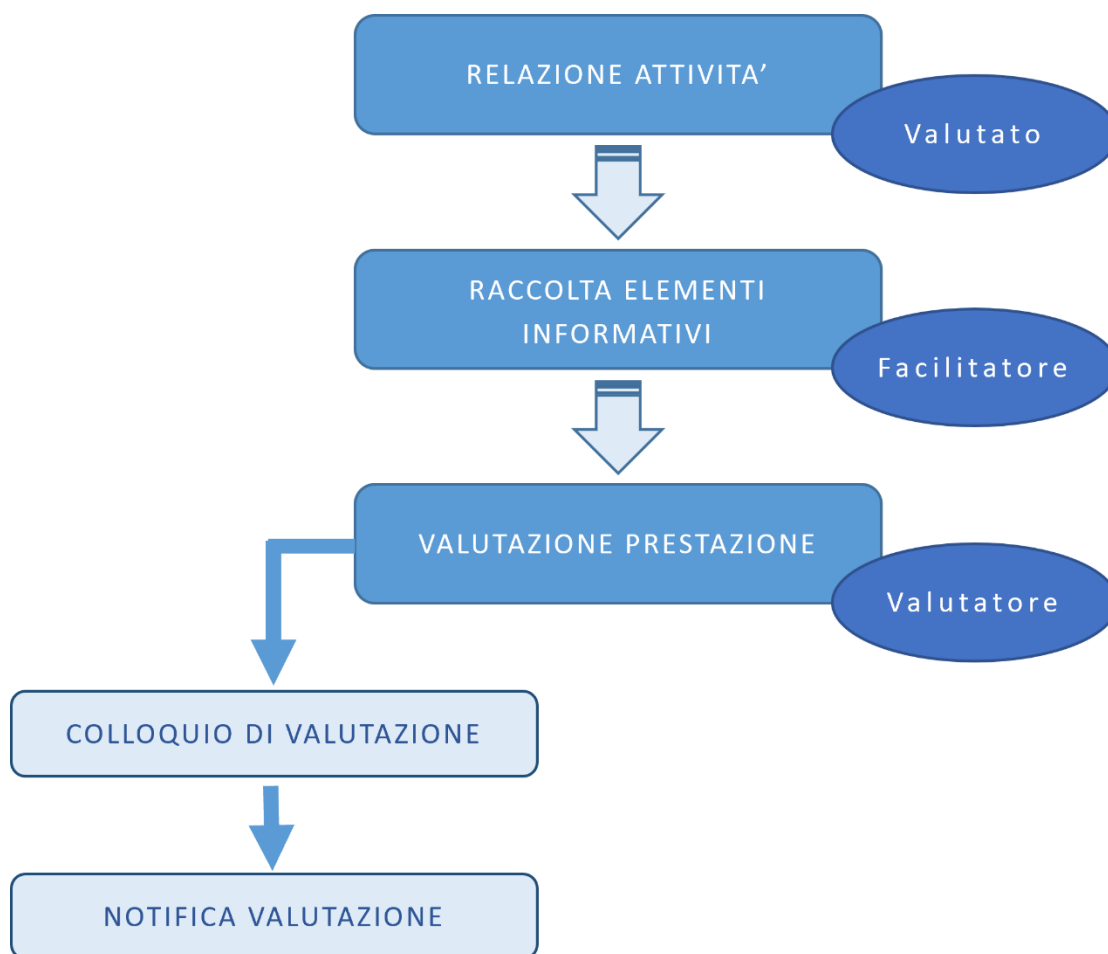 RELAZIONE ATTIVITA’
Valutato
RACCOLTA ELEMENTI
INFORMATIVI
Facilitatore
VALUTAZIONE PRESTAZIONE
Valutatore
COLLOQUIO DI VALUTAZIONE
NOTIFICA VALUTAZIONE